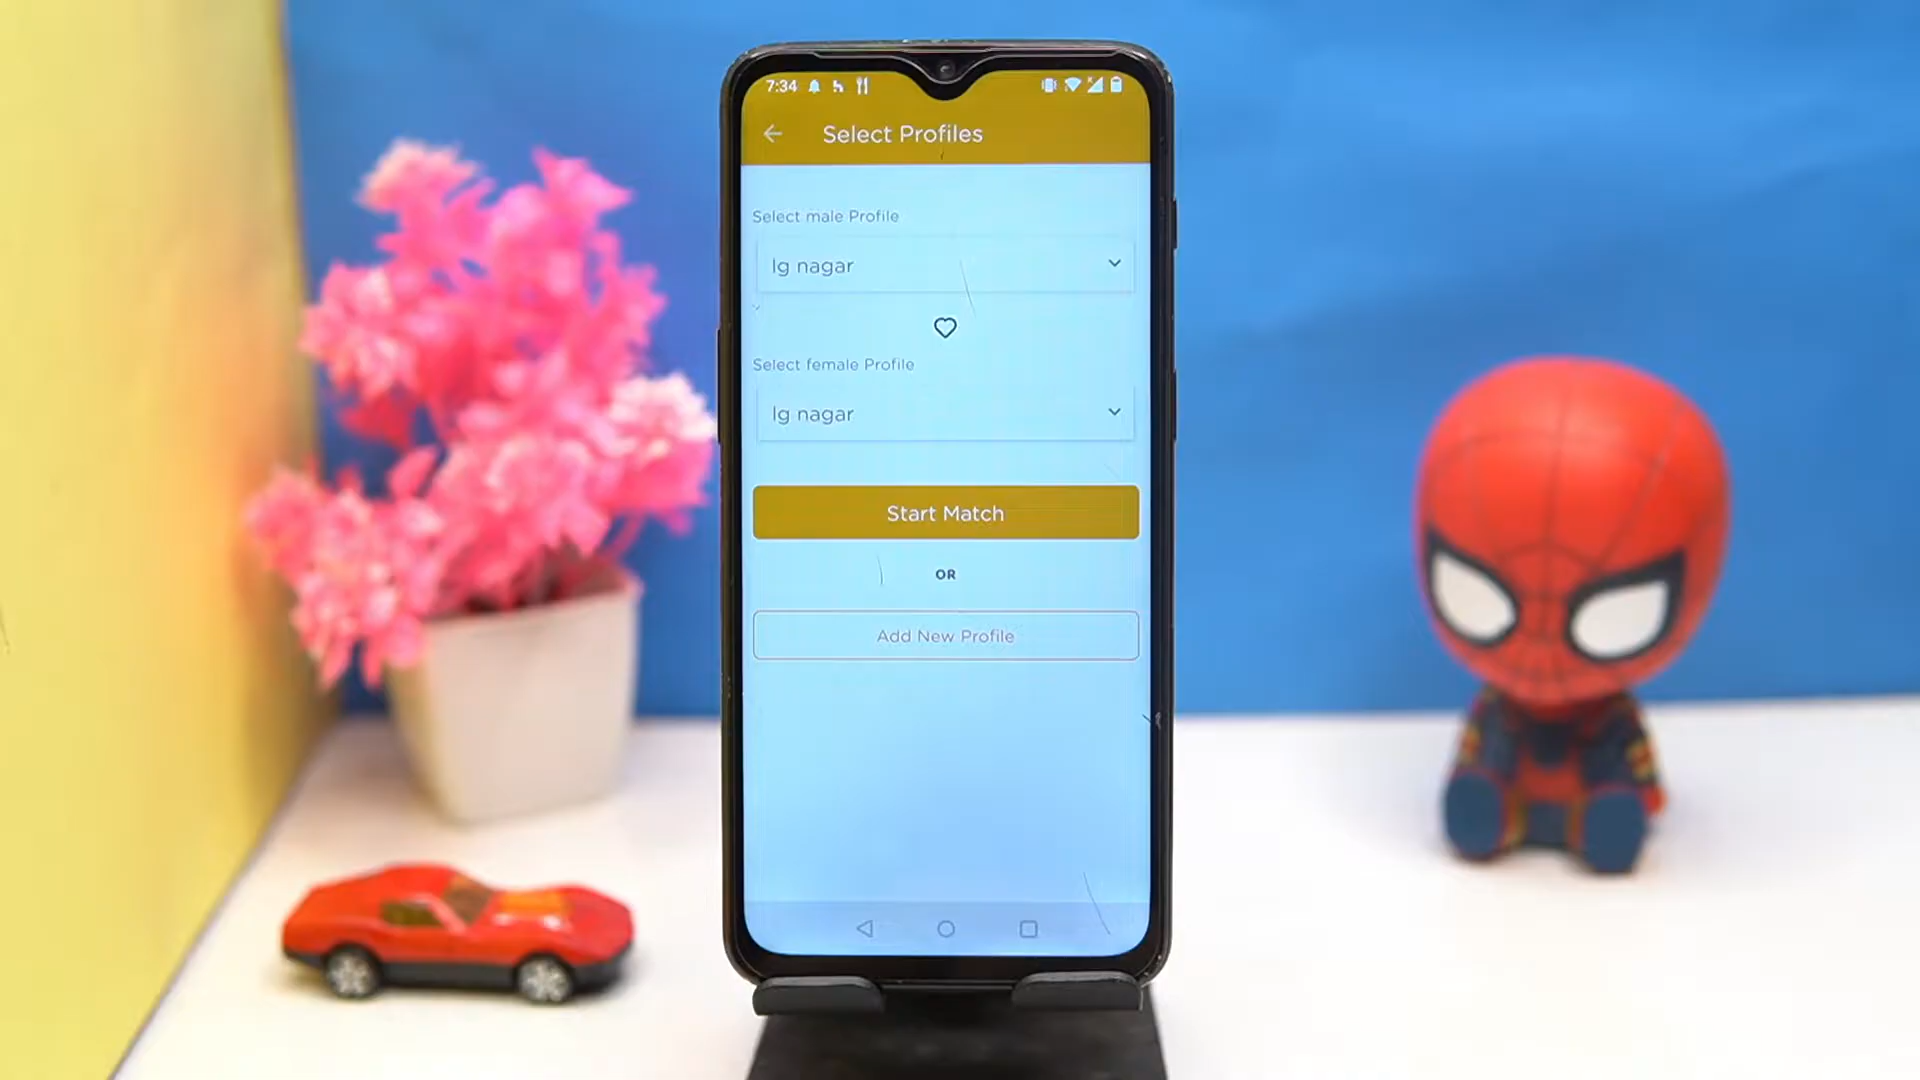 7:34
Select Profiles
Select male Profile
lg nagar
Select female Profile
lg nagar
Start Match
OR
Add New Profile